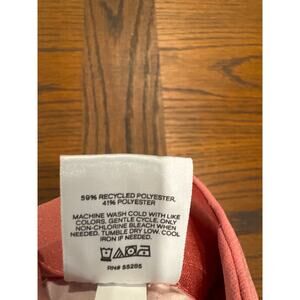 59% RECYCLED POLYESTER,
41% POLYESTER
MACHINE WASH COLD WITH LIKE
COLORS, GENTLE CYCLE. ONLY
NON-CHLORINE BLEACH WHEN
NEEDED. TUMBLE DRY LOW. COOL
IRON IF NEEDED.
RN# 55285